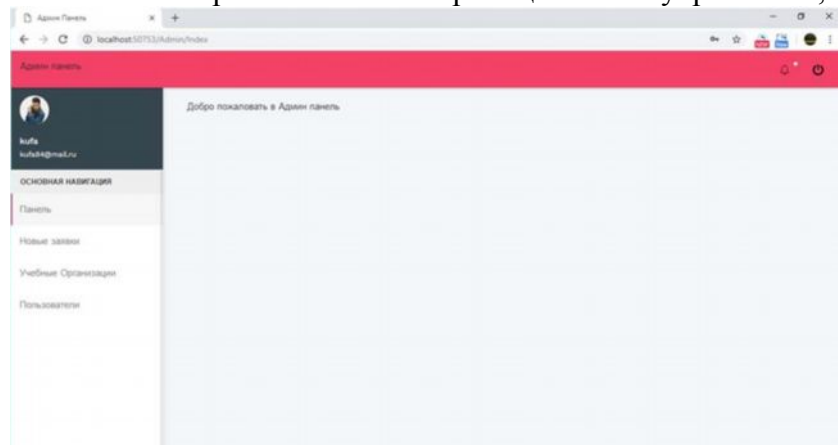 Админ Панель
localhost:50753/Admin/Index
Админ панель
Добро пожаловать в Админ панель
kufa
kufa84@mail.ru
ОСНОВНАЯ НАВИГАЦИЯ
Панель
Новые заявки
Учебные Организации
Пользователи